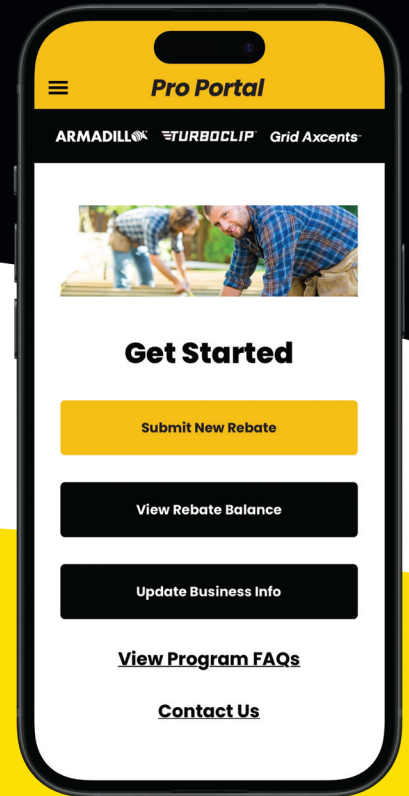 Pro Portal
ARMADILLO TURBOCLIP Grid Axcents
Get Started
Submit New Rebate
View Rebate Balance
Update Business Info
View Program FAQs
Contact Us